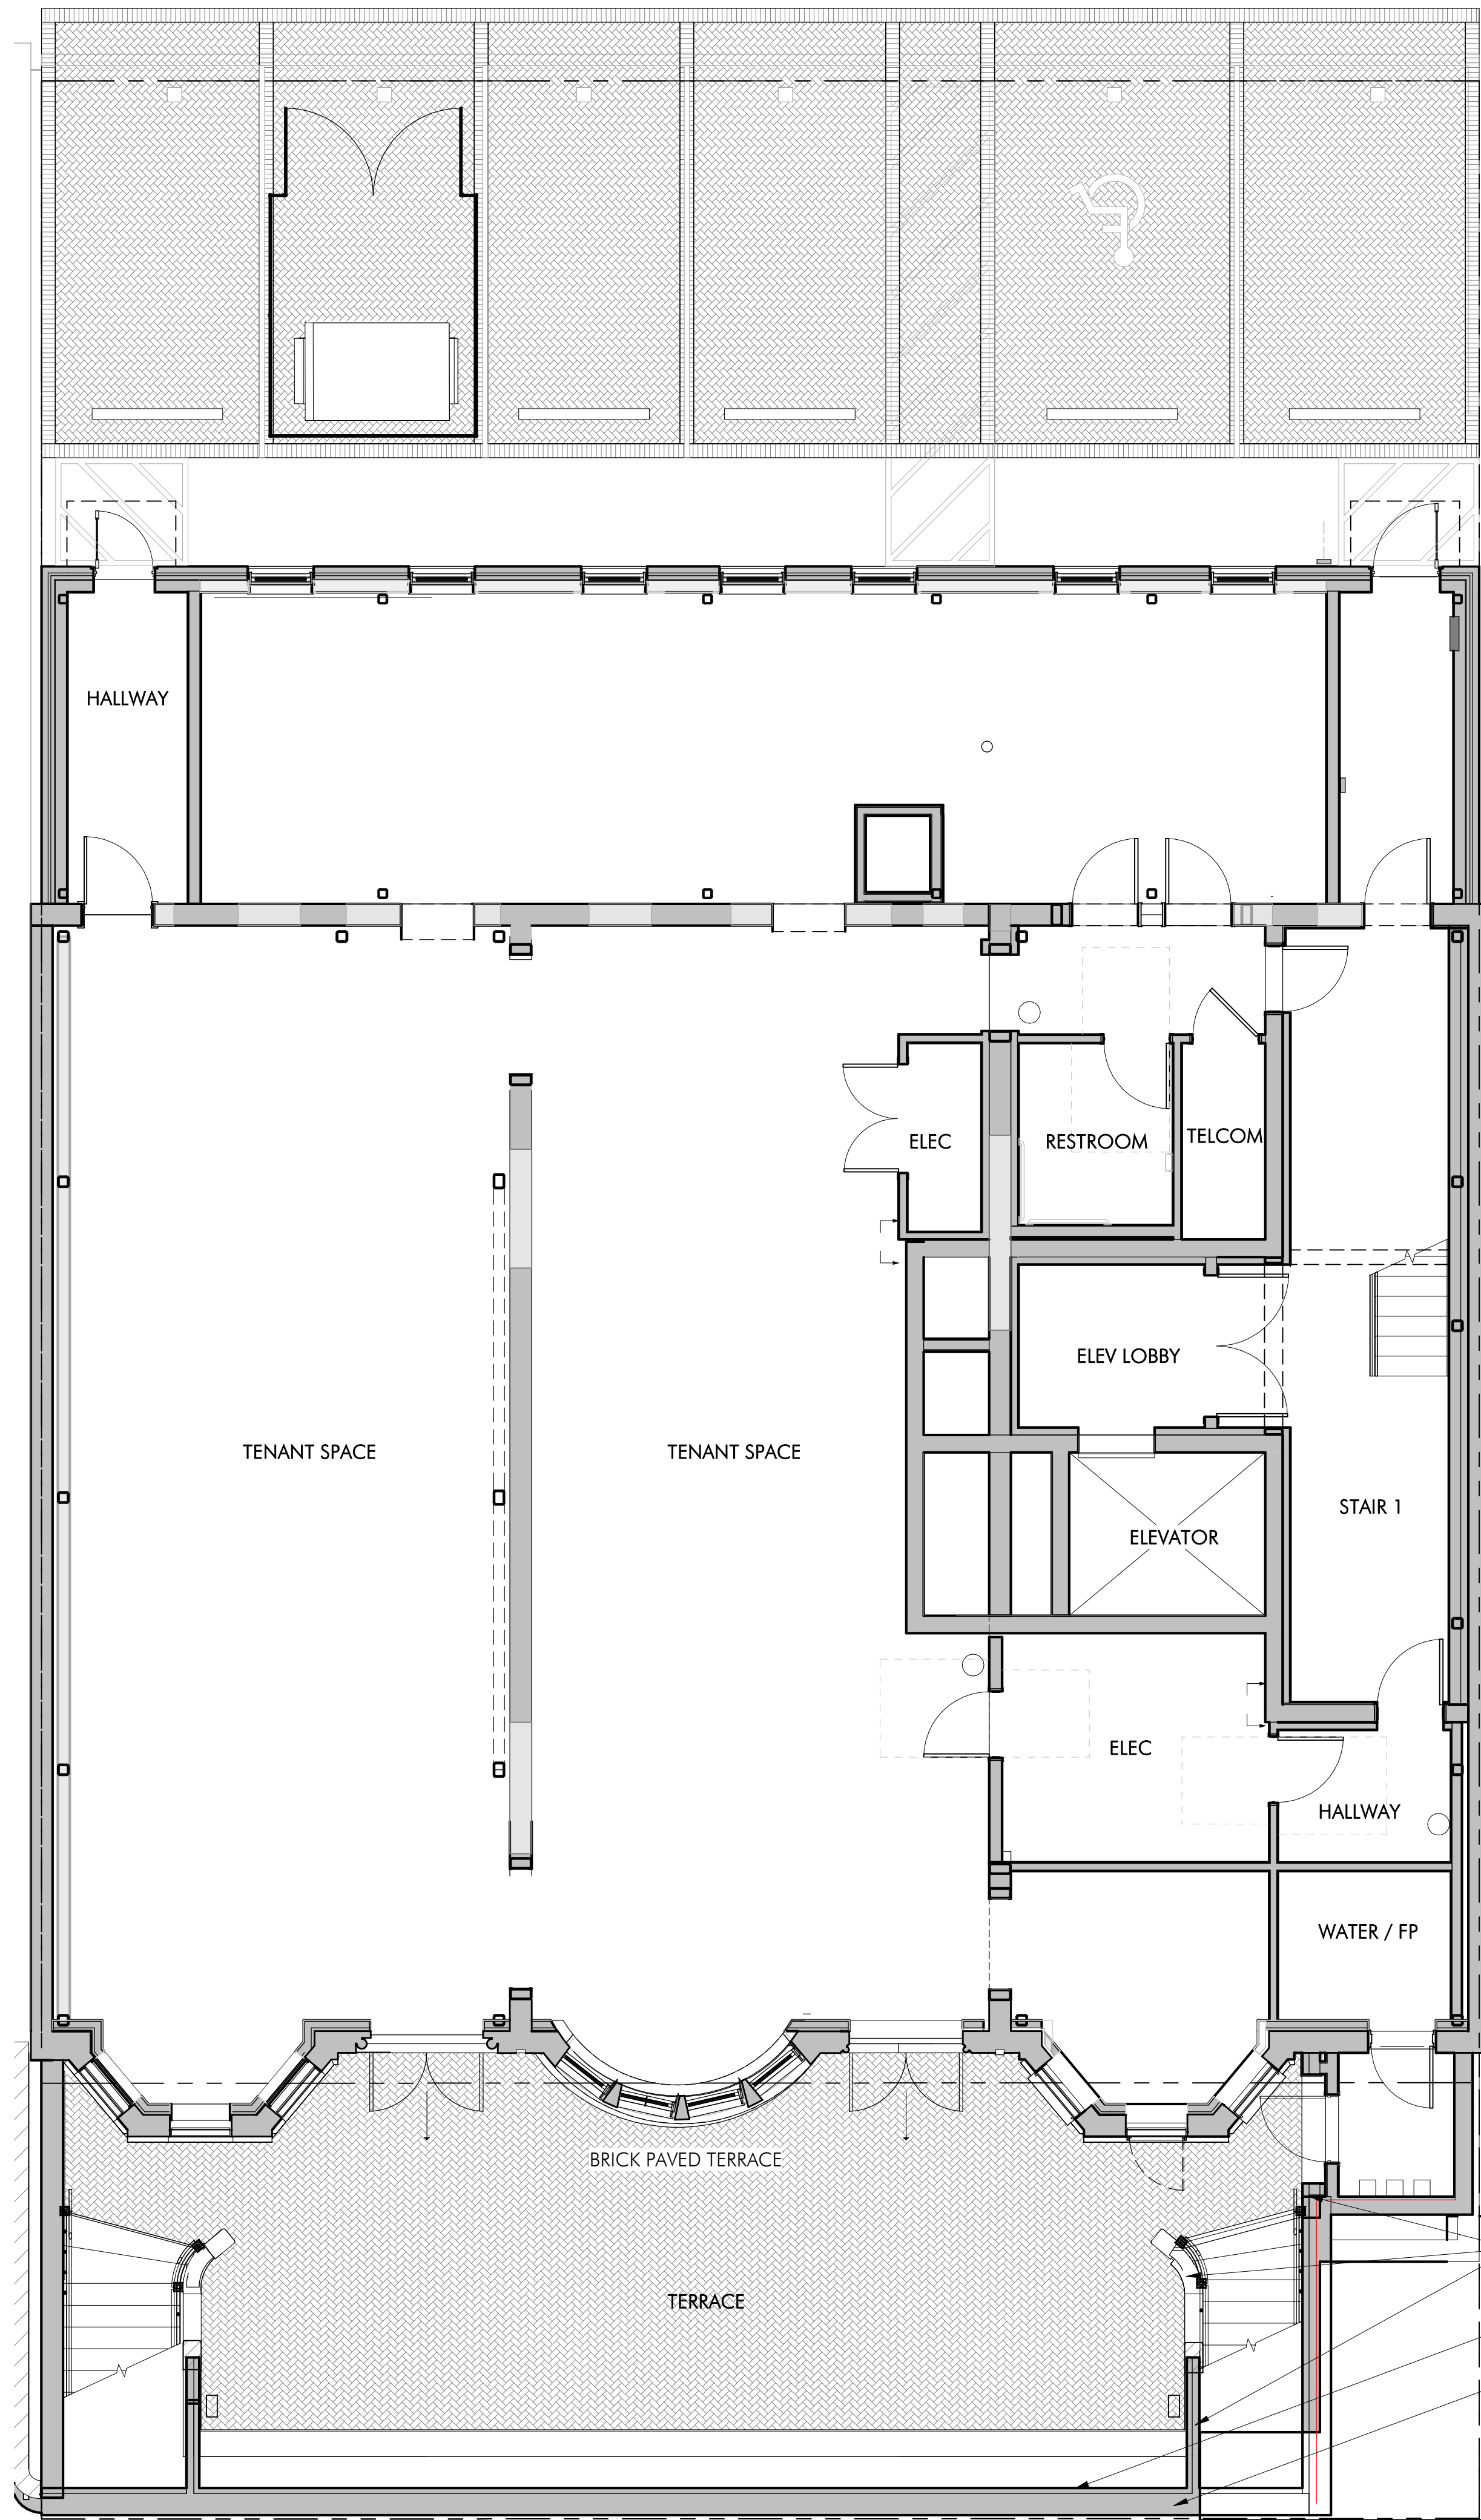 HALLWAY
ELEC
RESTROOM
TELCOM
ELEV LOBBY
TENANT SPACE
TENANT SPACE
STAIR 1
ELEVATOR
ELEC
HALLWAY
WATER / FP
BRICK PAVED TERRACE
TERRACE